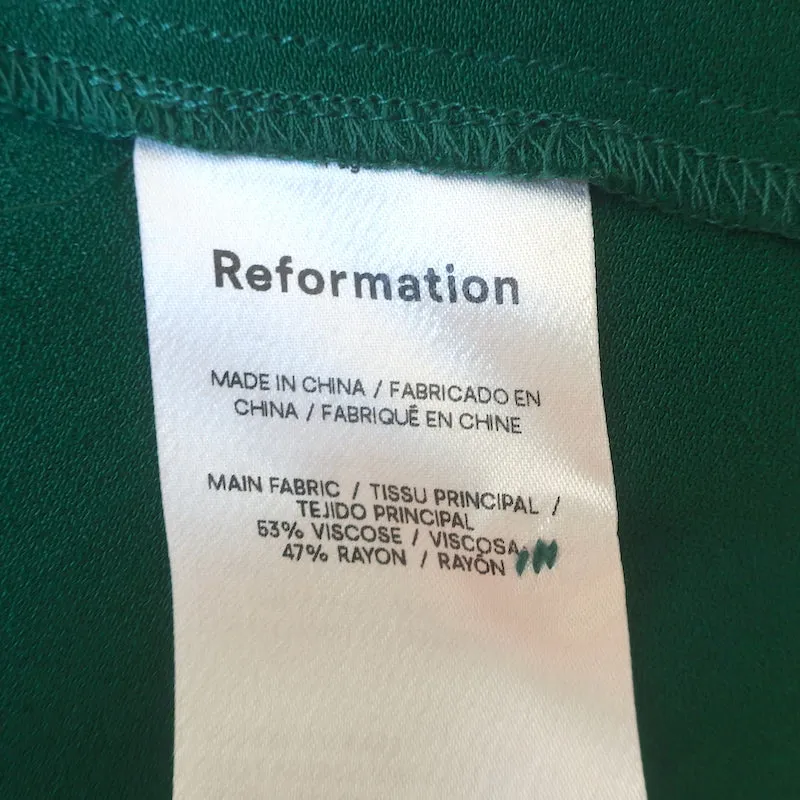 Reformation
MADE IN CHINA / FABRICADO EN
CHINA / FABRIQUÉ EN CHINE
MAIN FABRIC / TISSU PRINCIPAL /
TEJIDO PRINCIPAL
53% VISCOSE / VISCOSA
47% RAYON / RAYÓN